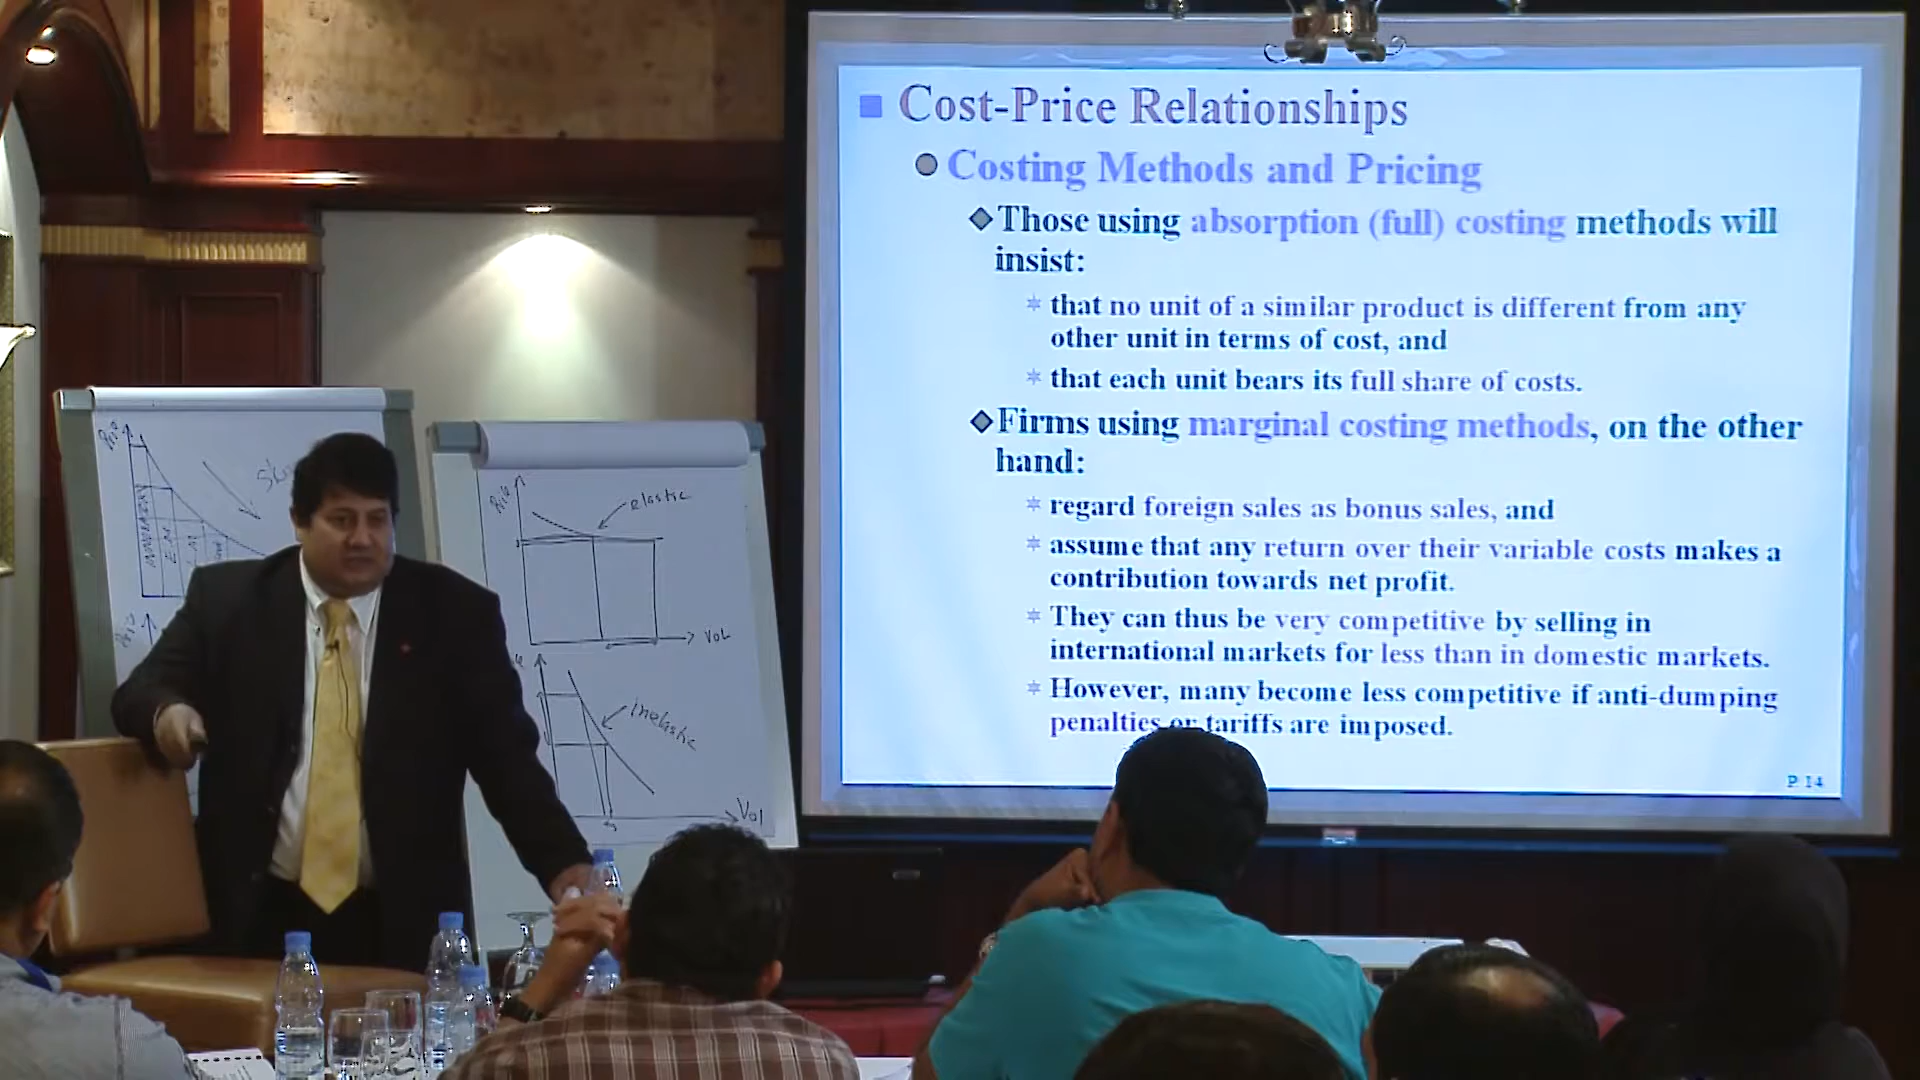 Cost-Price Relationships
Costing Methods and Pricing
Those using absorption (full) costing methods will
insist:
that no unit of a similar product is different from any
other unit in terms of cost, and
that each unit bears its full share of costs.
Firms using marginal costing methods, on the other
hand:
regard foreign sales as bonus sales, and
assume that any return over their variable costs makes a
contribution towards net profit.
They can thus be very competitive by selling in
international markets for less than in domestic markets.
However, many become less competitive if anti-dumping
penalties or tariffs are imposed.
P. 14
elastic
Vol
inelastic
Vol